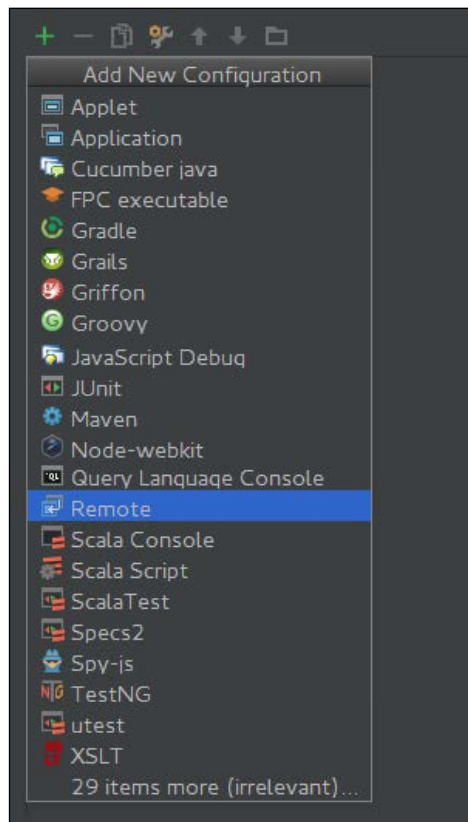 Add New Configuration
Applet
Application
Cucumber java
FPC executable
Gradle
Grails
Griffon
Groovy
JavaScript Debug
JUnit
Maven
Node-webkit
Query Language Console
Remote
Scala Console
Scala Script
ScalaTest
Specs2
Spy-js
TestNG
utest
XSLT
29 items more (irrelevant)...